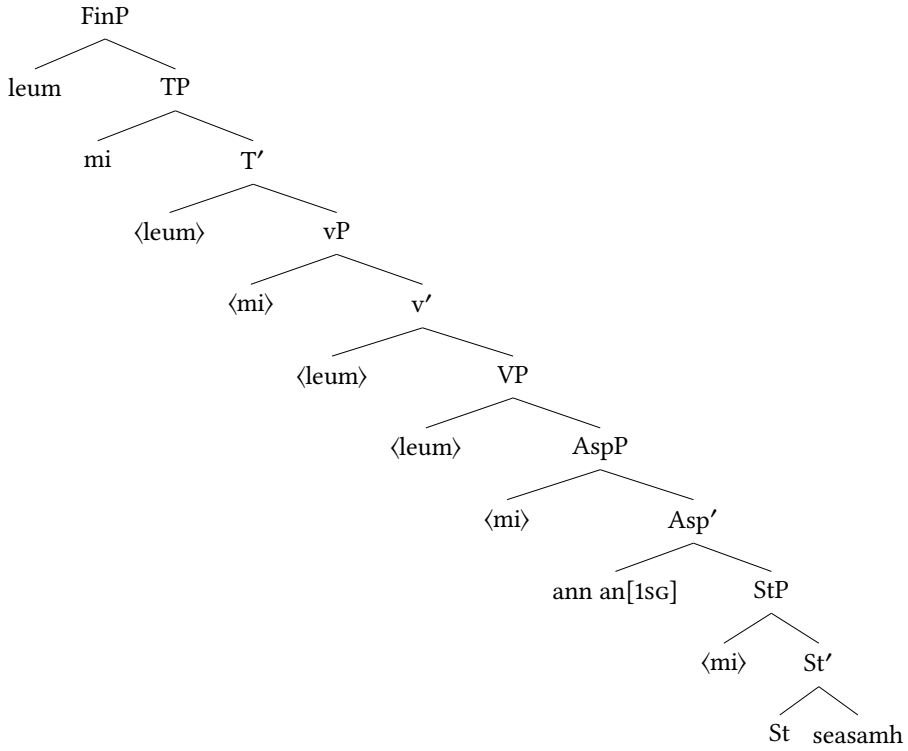 FinP
leum TP
mi T′
⟨leum⟩ vP
⟨mi⟩ v′
⟨leum⟩ VP
⟨leum⟩ AspP
⟨mi⟩ Asp′
ann an[1SG] StP
⟨mi⟩ St′
St seasamh